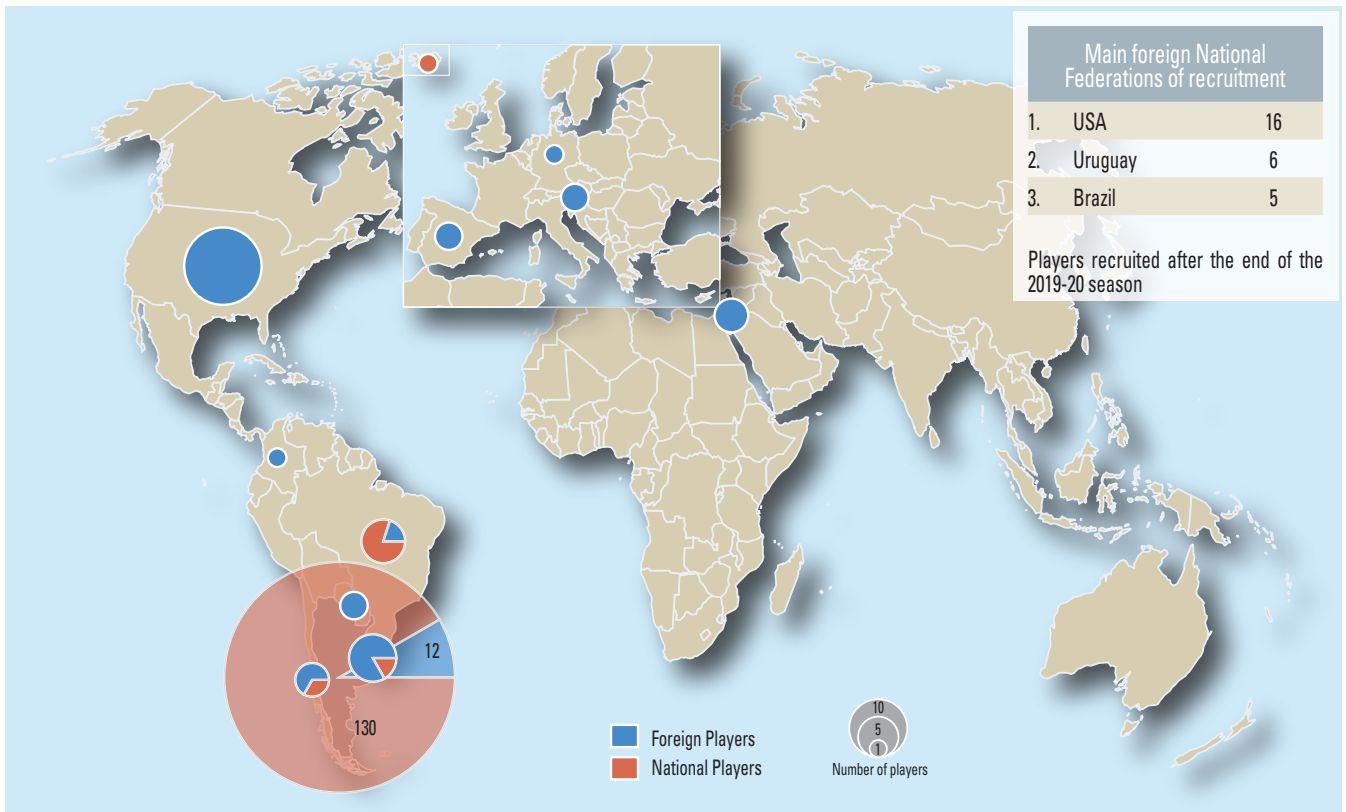 Main foreign National
Federations of recruitment
1. USA 16
2. Uruguay 6
3. Brazil 5
Players recruited after the end of the
2019-20 season
12
130
Foreign Players
National Players
10
5
1
Number of players